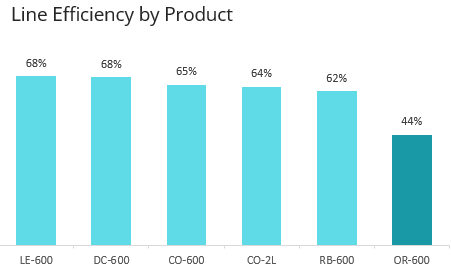 Line Efficiency by Product
68% 68% 65% 64% 62% 44%
LE-600 DC-600 CO-600 CO-2L RB-600 OR-600